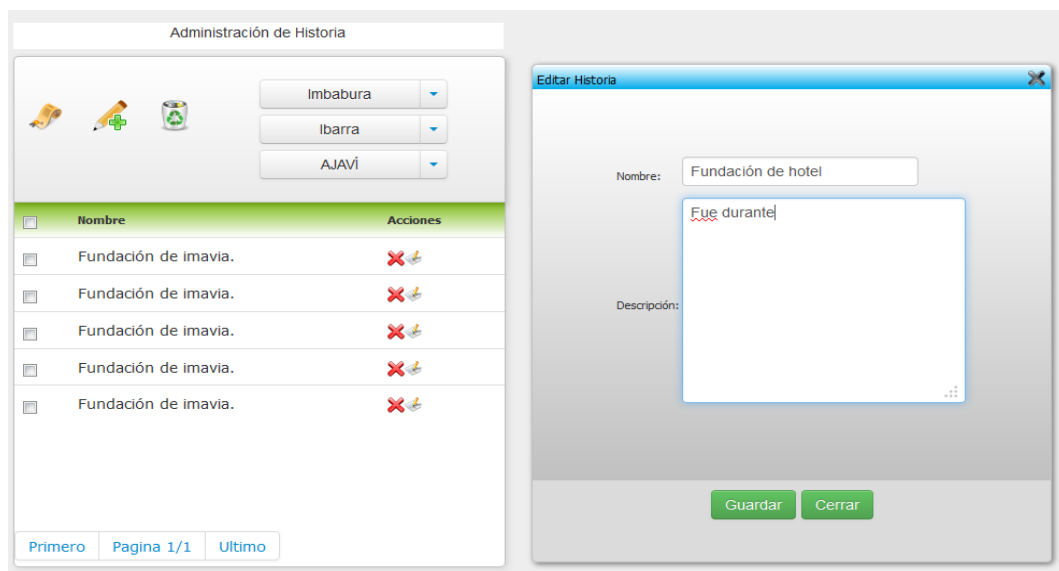 Administración de Historia
Imbabura
Ibarra
AJAVÍ
Nombre Acciones
Fundación de imavia.
Fundación de imavia.
Fundación de imavia.
Fundación de imavia.
Fundación de imavia.
Primero Pagina 1/1 Ultimo
Editar Historia
Nombre: Fundación de hotel
Descripción: Fue durante
Guardar Cerrar